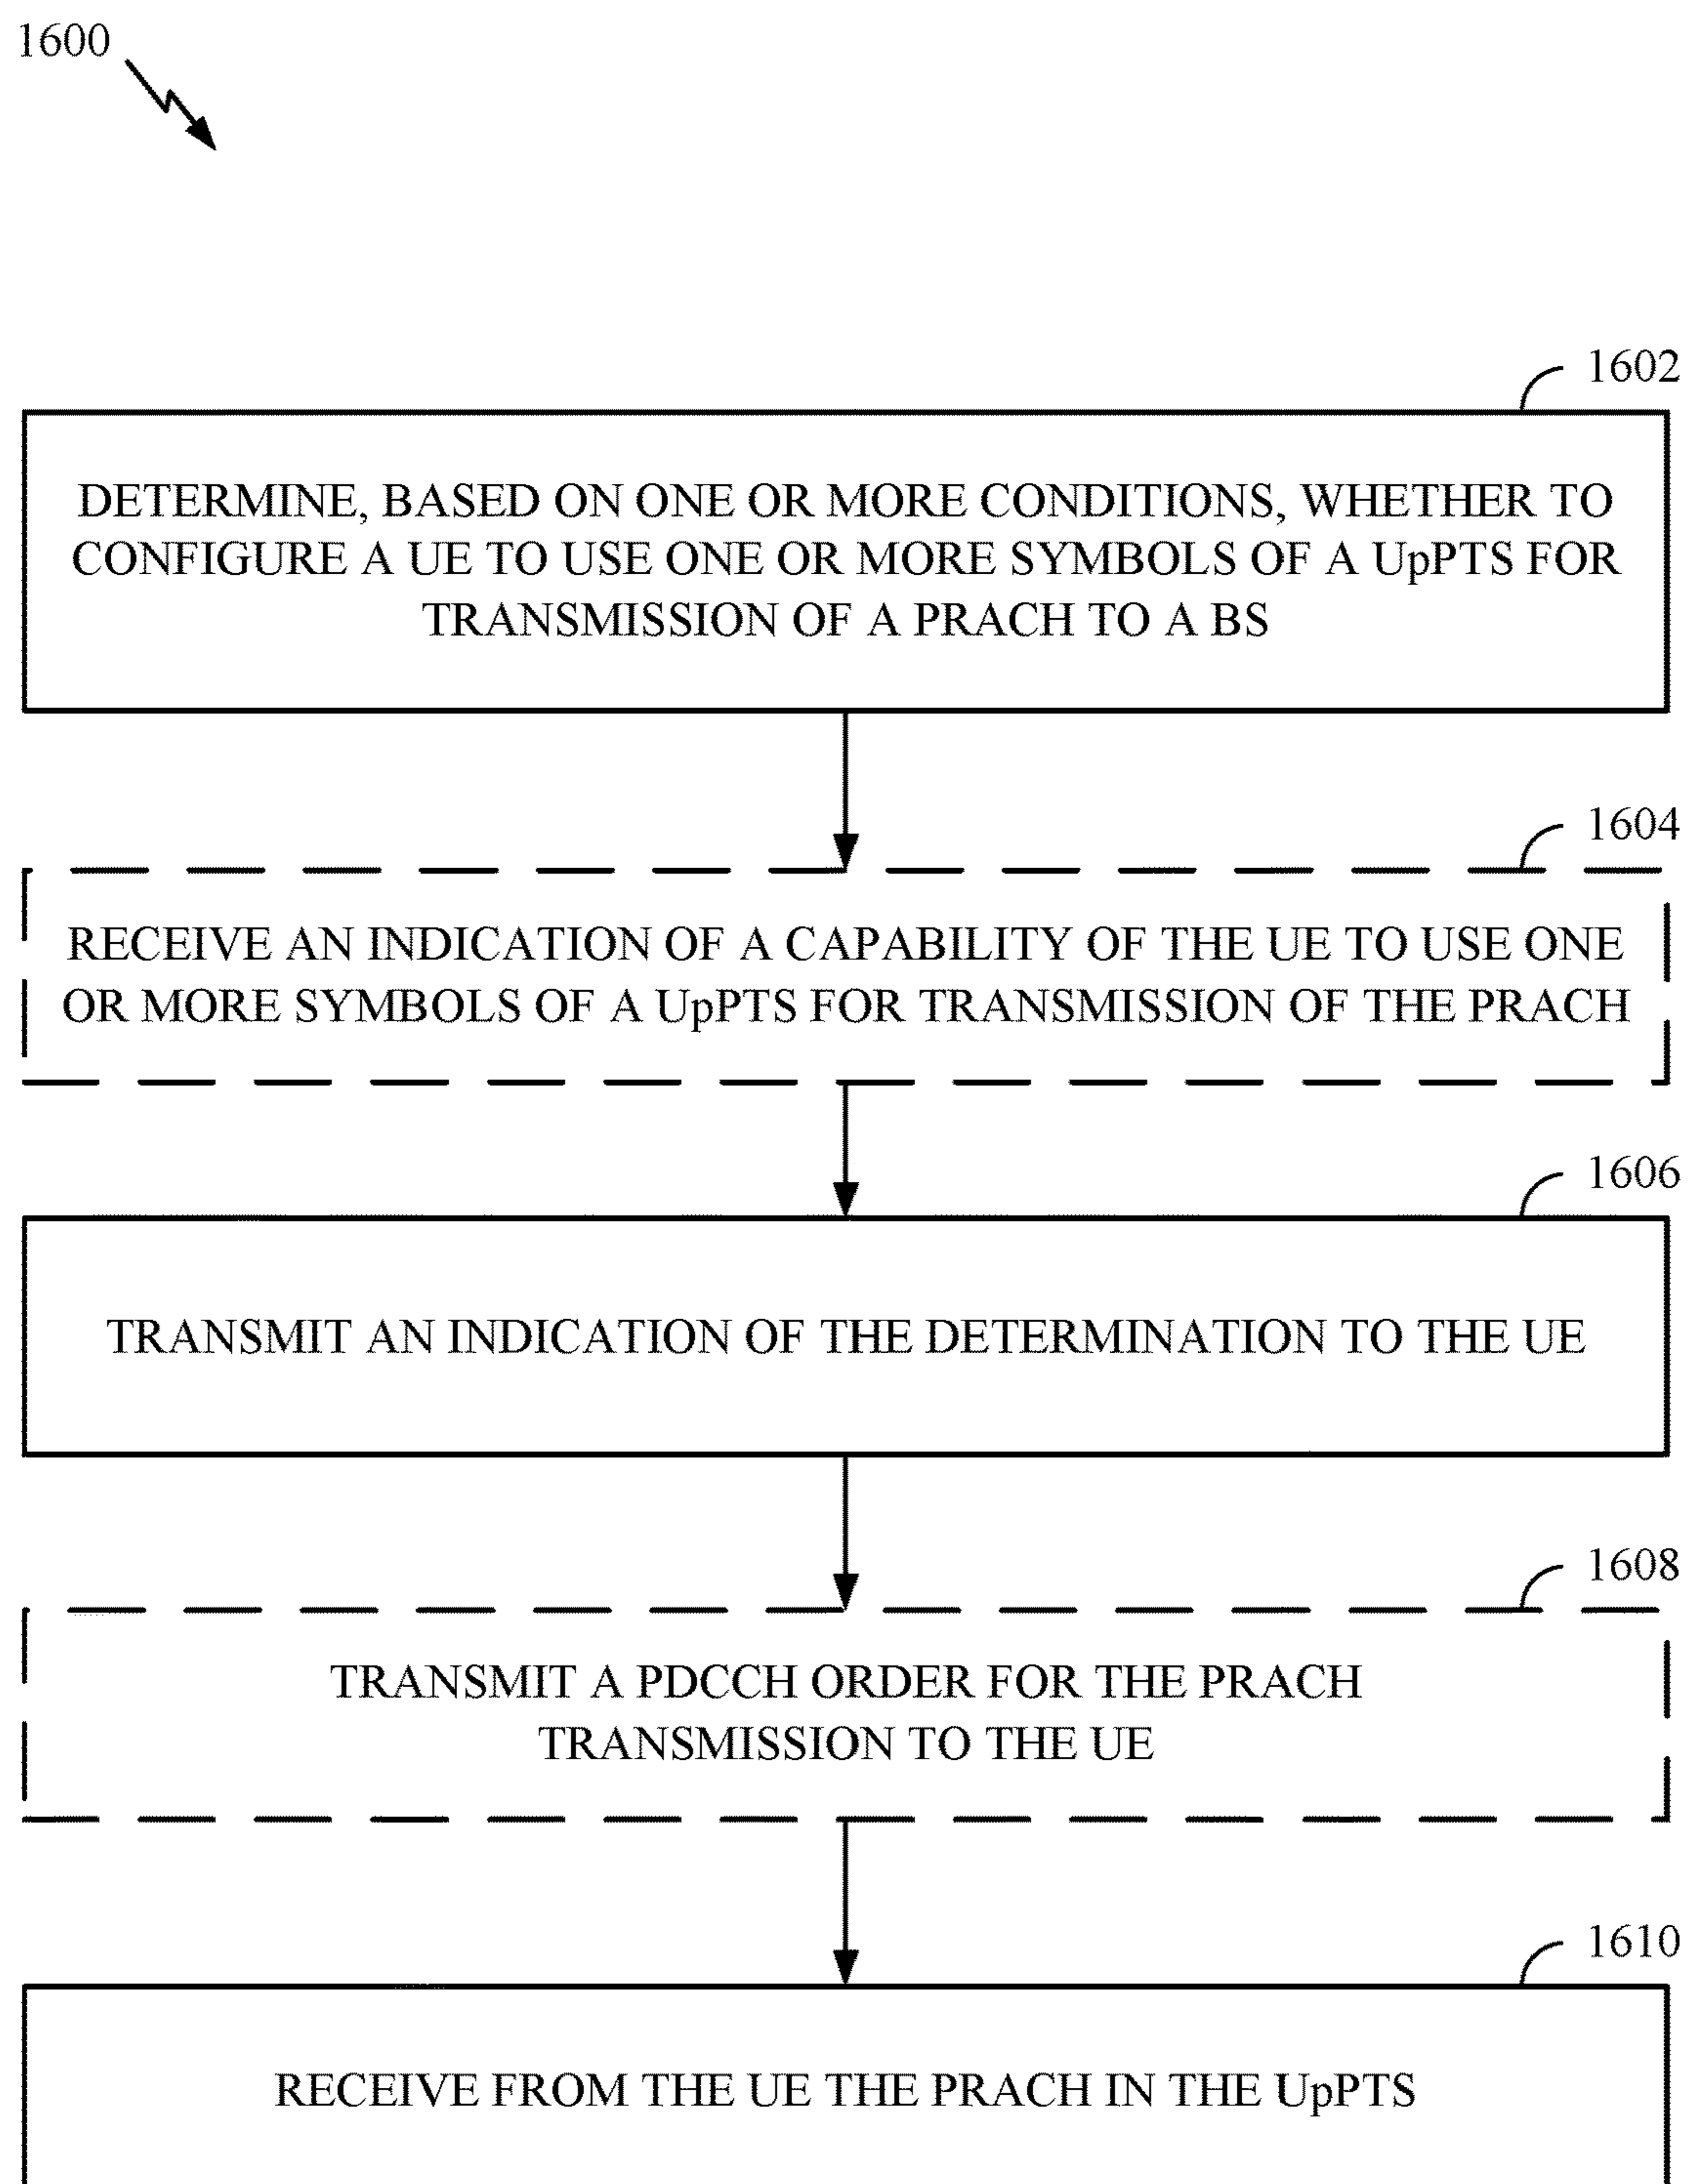 1600
1602
DETERMINE, BASED ON ONE OR MORE CONDITIONS, WHETHER TO
CONFIGURE A UE TO USE ONE OR MORE SYMBOLS OF A UpPTS FOR
TRANSMISSION OF A PRACH TO A BS
1604
RECEIVE AN INDICATION OF A CAPABILITY OF THE UE TO USE ONE
OR MORE SYMBOLS OF A UpPTS FOR TRANSMISSION OF THE PRACH
1606
TRANSMIT AN INDICATION OF THE DETERMINATION TO THE UE
1608
TRANSMIT A PDCCH ORDER FOR THE PRACH
TRANSMISSION TO THE UE
1610
RECEIVE FROM THE UE THE PRACH IN THE UpPTS